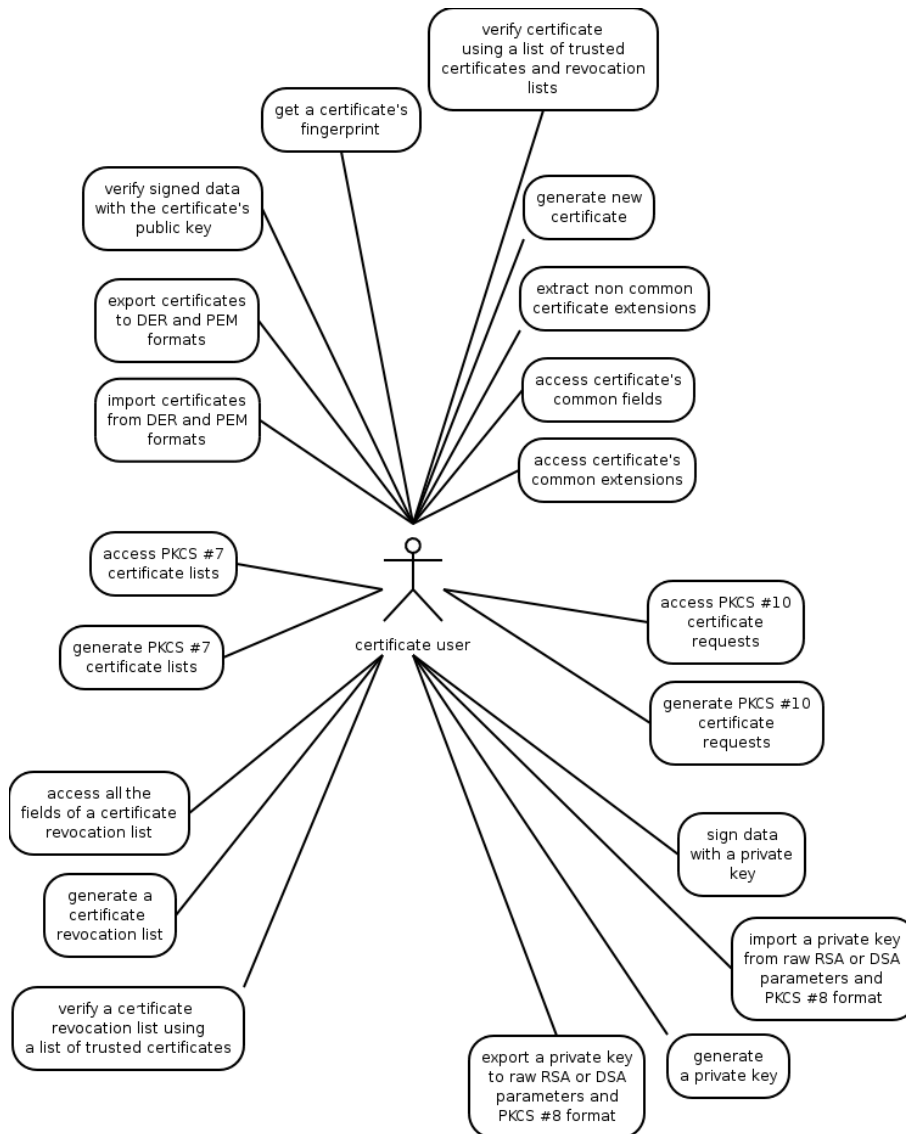 verify certificate
using a list of trusted
certificates and revocation
lists
get a certificate's
fingerprint
verify signed data
with the certificate's
public key
generate new
certificate
export certificates
to DER and PEM
formats
extract non common
certificate extensions
import certificates
from DER and PEM
formats
access certificate's
common fields
access certificate's
common extensions
access PKCS #7
certificate lists
generate PKCS #7
certificate lists
certificate user
access PKCS #10
certificate
requests
generate PKCS #10
certificate
requests
access all the
fields of a certificate
revocation list
sign data
with a private
key
generate a
certificate
revocation list
import a private key
from raw RSA or DSA
parameters and
PKCS #8 format
verify a certificate
revocation list using
a list of trusted certificates
export a private key
to raw RSA or DSA
parameters and
PKCS #8 format
generate
a private key